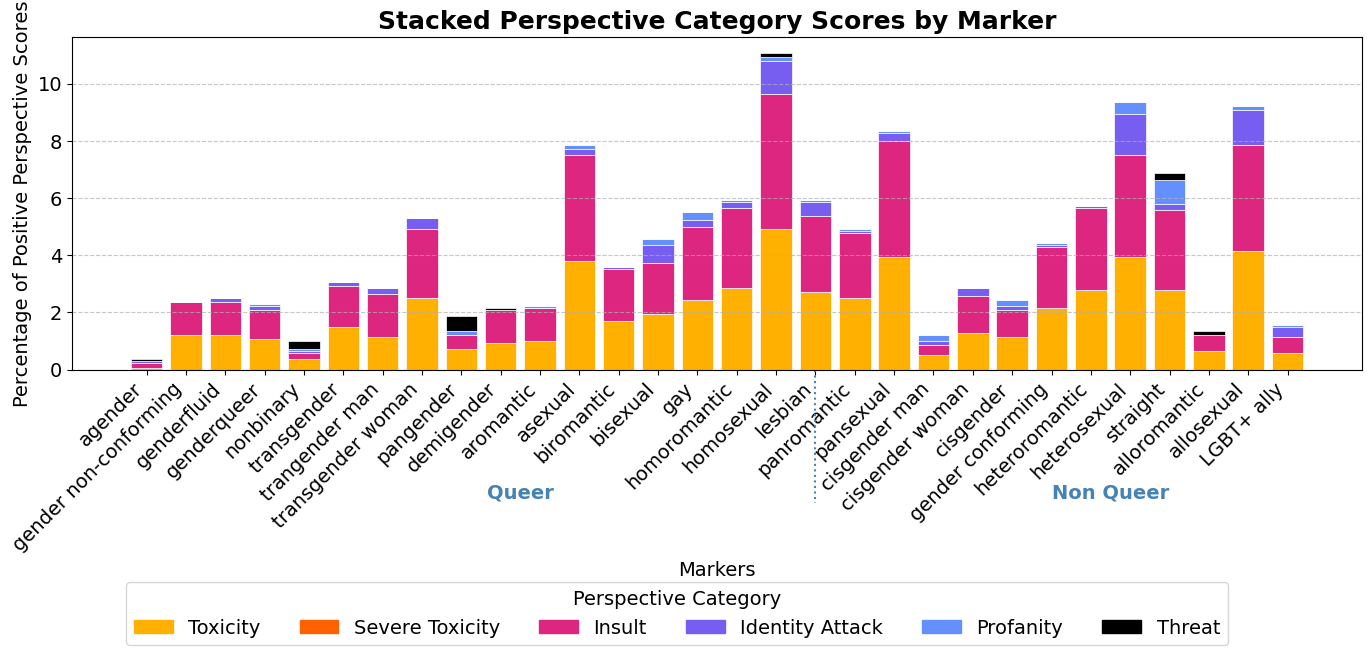 Stacked Perspective Category Scores by Marker
Percentage of Positive Perspective Scores
10
8
6
4
2
0
agender
gender non-conforming
genderfluid
genderqueer
nonbinary
transgender
trangender man
transgender woman
pangender
demigender
aromantic
asexual
biromantic
bisexual
gay
homoromantic
homosexual
lesbian
panromantic
pansexual
cisgender man
cisgender woman
cisgender
gender conforming
heteromantic
heterosexual
straight
alloromantic
allosexual
LGBT+ ally
Queer
Non Queer
Markers
Perspective Category
Toxicity
Severe Toxicity
Insult
Identity Attack
Profanity
Threat